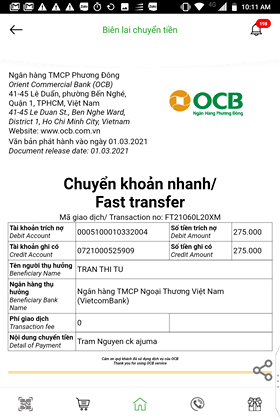 4G 10:11 AM
Biên lai chuyển tiền
198
Ngân hàng TMCP Phương Đông
Orient Commercial Bank (OCB)
41-45 Lê Duẩn, phường Bến Nghé,
Quận 1, TPHCM, Việt Nam
41-45 Le Duan St., Ben Nghe Ward,
District 1, Ho Chi Minh City, Vietnam
Website: www.ocb.com.vn
Văn bản phát hành vào ngày 01.03.2021
Document release date: 01.03.2021
OCB
Ngân Hàng Phương Đông
Chuyển khoản nhanh/
Fast transfer
Mã giao dịch/ Transaction no: FT21060L20XM
Tài khoản trích nợ 0005100010332004 Số tiền trích nợ 275.000
Debit Account Debit Amount
Tài khoản ghi có 0721000525909 Số tiền ghi có 275.000
Credit Account Credit Amount
Tên người thụ hưởng TRAN THI TU
Beneficiary Name
Ngân hàng thụ hưởng Ngân hàng TMCP Ngoại Thương Việt Nam
Beneficiary Bank Name (VietcomBank)
Phí giao dịch 0
Transaction fee
Nội dung chuyển tiền Tram Nguyen ck ajuma
Detail of Payment
Cám ơn quý khách đã sử dụng dịch vụ của OCB
Thank you for using OCB service